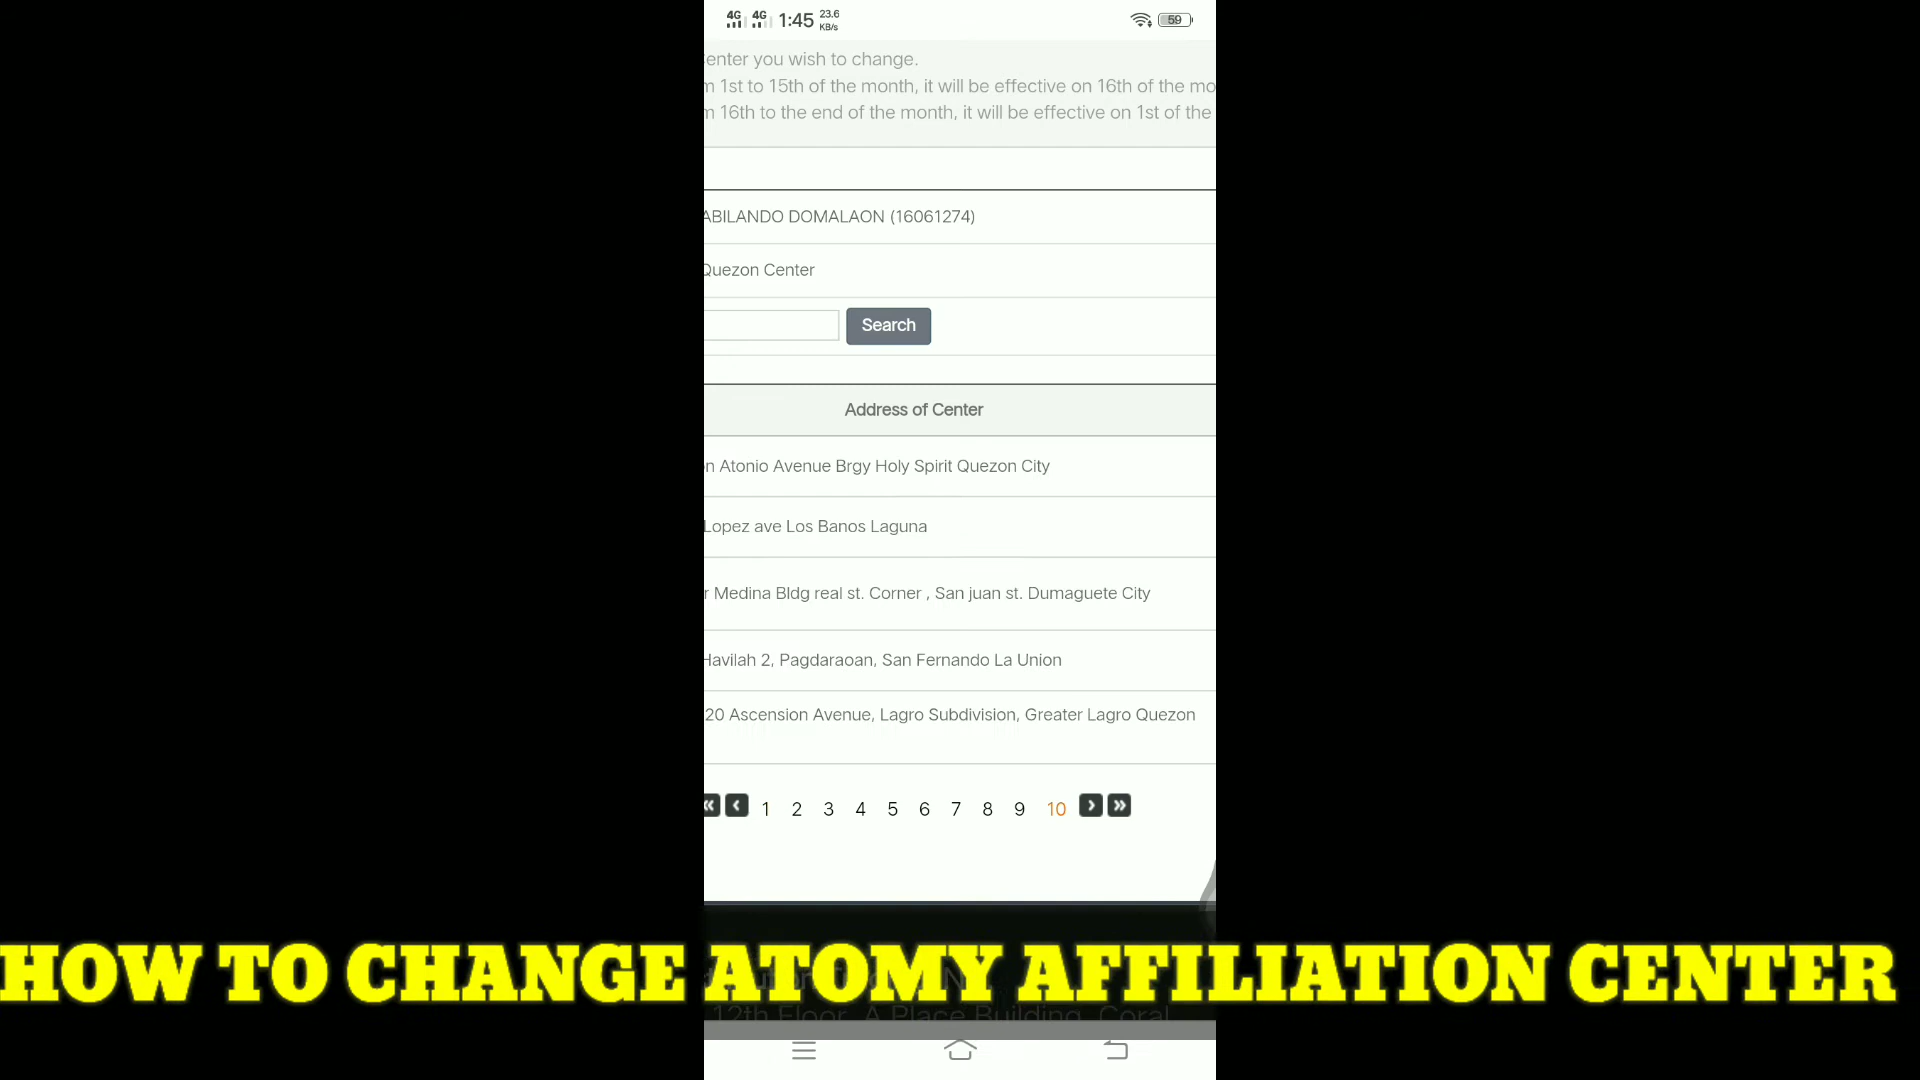 4G 4G 1:45 23.6 KB/s 59
enter you wish to change.
1st to 15th of the month, it will be effective on 16th of the mo
16th to the end of the month, it will be effective on 1st of the
ABILANDO DOMALAON (16061274)
Quezon Center
Search
Address of Center
n Atonio Avenue Brgy Holy Spirit Quezon City
Lopez ave Los Banos Laguna
r Medina Bldg real st. Corner , San juan st. Dumaguete City
Havilah 2, Pagdaraoan, San Fernando La Union
20 Ascension Avenue, Lagro Subdivision, Greater Lagro Quezon
« ‹ 1 2 3 4 5 6 7 8 9 10 › »
HOW TO CHANGE ATOMY AFFILIATION CENTER
12th Floor, A Place Building, Coral